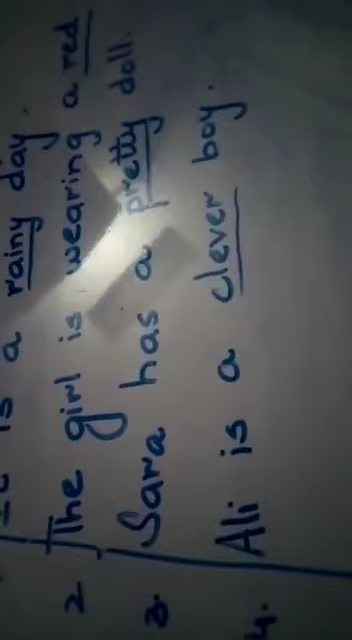 is a rainy day
2 The girl is wearing a red
3. Sara has a pretty doll.
4. Ali is a clever boy.